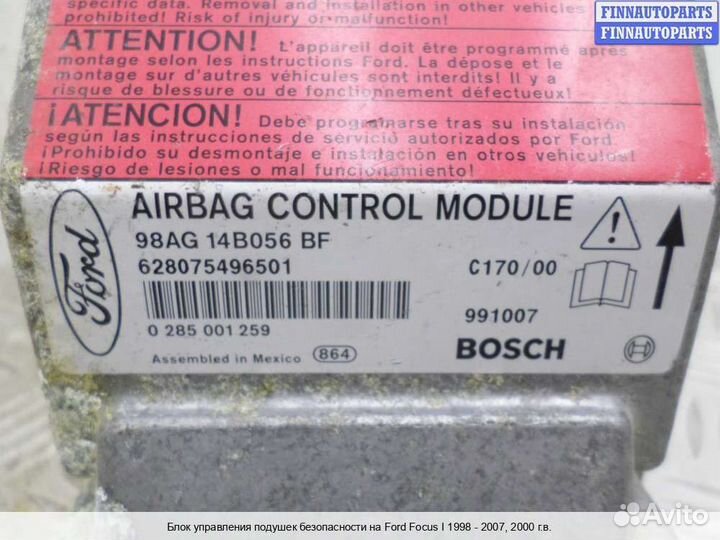 specific data. Removal and installation in other vehicles
prohibited! Risk of injury or malfunction!
FINNAUTOPARTS
FINNAUTOPARTS
ATTENTION! L'appareil doit être programmé après
montage selon les instructions Ford. La dépose et le
montage sur d'autres véhicules sont interdits! Il y a
risque de blessure ou de fonctionnement défectueux!
¡ATENCION! Debe programarse tras su instalación
según las instrucciones de servicio autorizados por Ford.
¡Prohibido su desmontaje e instalación en otros vehículos!
¡Riesgo de lesiones o mal funcionamiento!
Ford
AIRBAG CONTROL MODULE
98AG 14B056 BF
628075496501
C170/00
0 285 001 259
991007
Assembled in Mexico 864
BOSCH
Avito
Блок управления подушек безопасности на Ford Focus I 1998 - 2007, 2000 г.в.